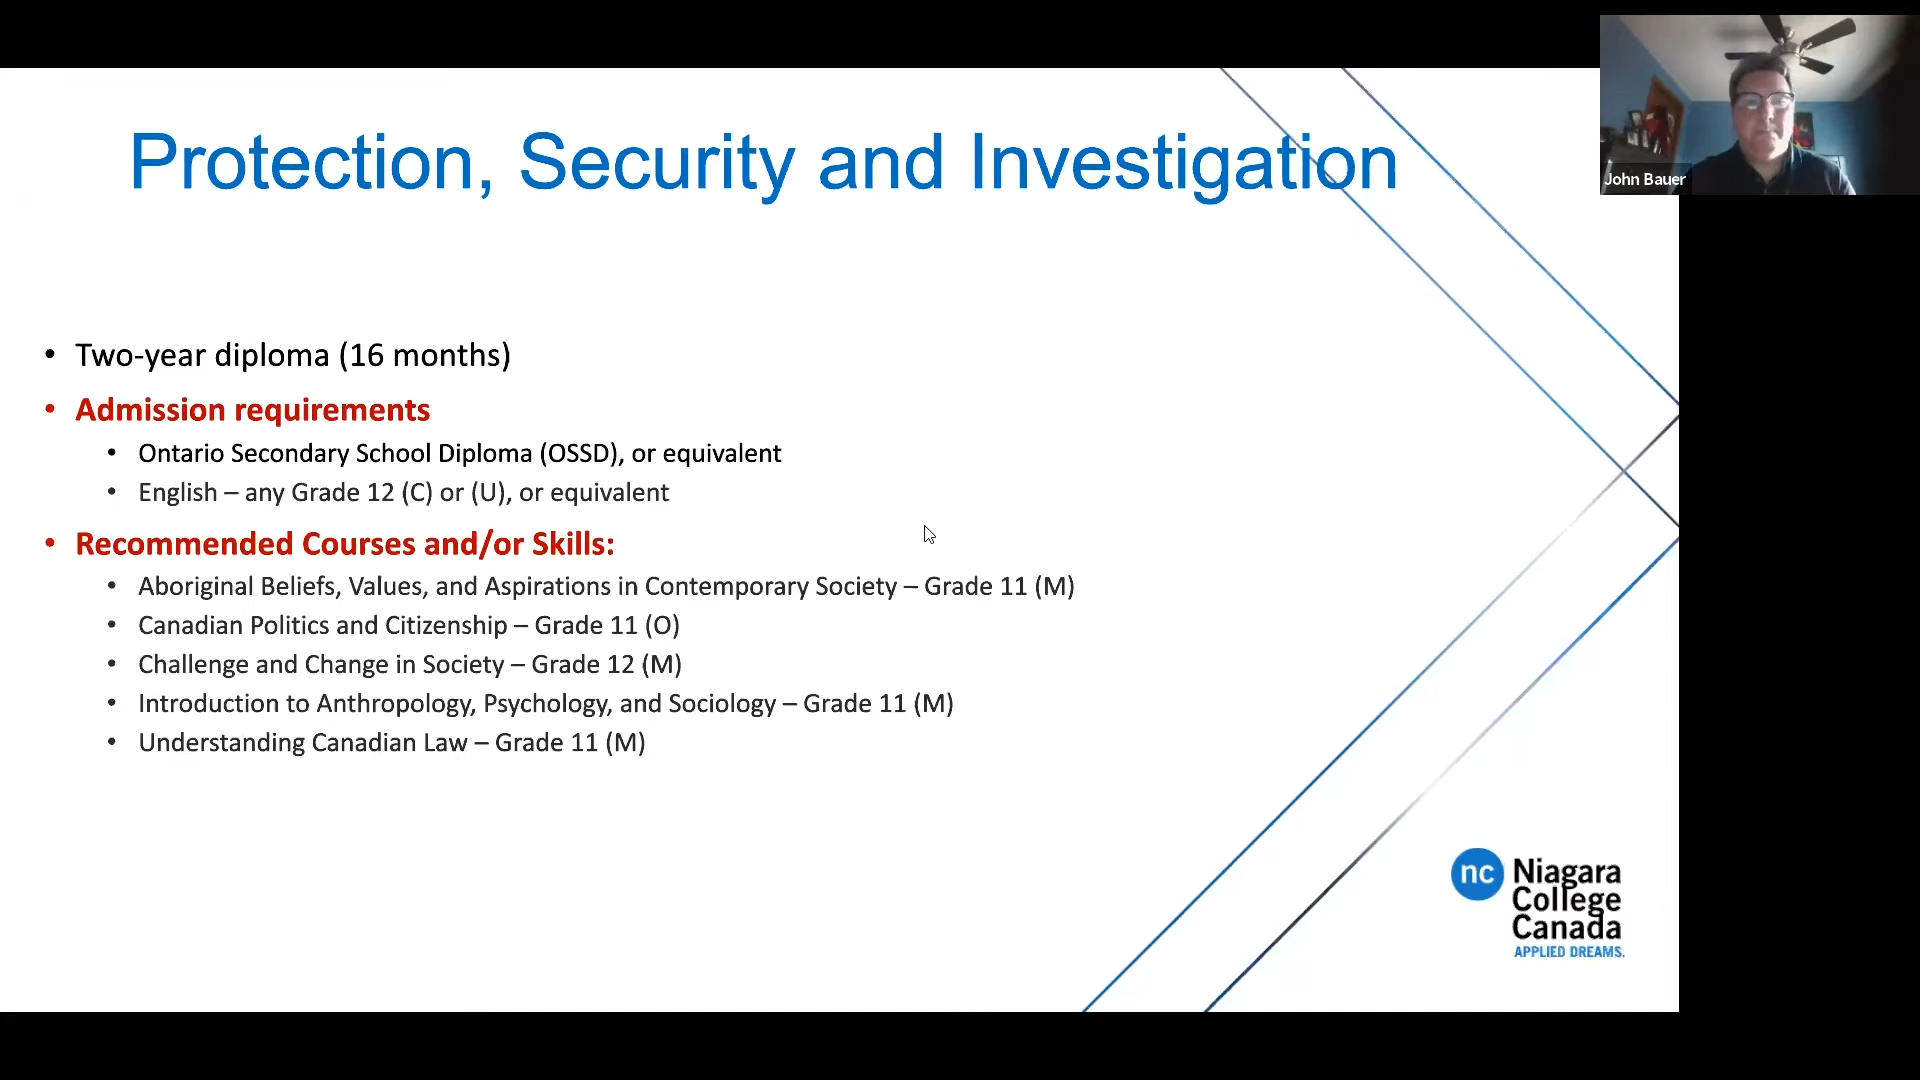 John Bauer
Protection, Security and Investigation
• Two-year diploma (16 months)
• Admission requirements
• Ontario Secondary School Diploma (OSSD), or equivalent
• English – any Grade 12 (C) or (U), or equivalent
• Recommended Courses and/or Skills:
• Aboriginal Beliefs, Values, and Aspirations in Contemporary Society – Grade 11 (M)
• Canadian Politics and Citizenship – Grade 11 (O)
• Challenge and Change in Society – Grade 12 (M)
• Introduction to Anthropology, Psychology, and Sociology – Grade 11 (M)
• Understanding Canadian Law – Grade 11 (M)
nc Niagara
College
Canada
APPLIED DREAMS.